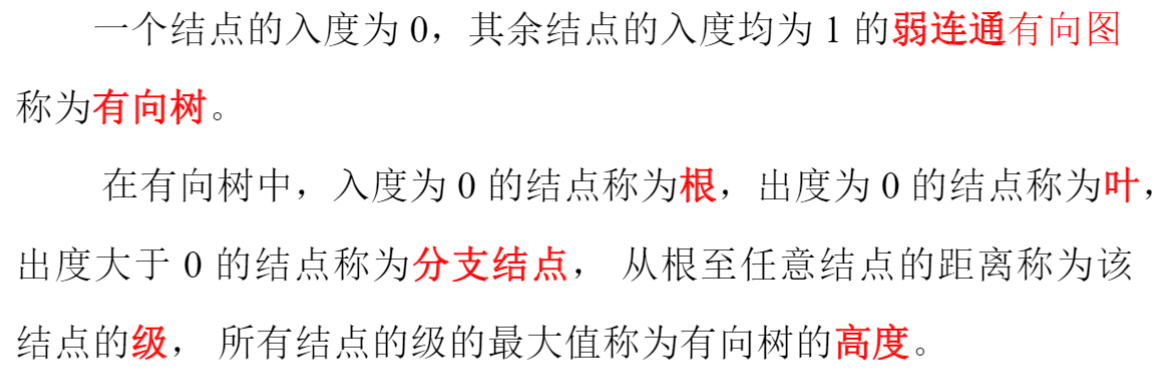 一个结点的入度为 0，其余结点的入度均为 1 的弱连通有向图
称为有向树。
在有向树中，入度为 0 的结点称为根，出度为 0 的结点称为叶，
出度大于 0 的结点称为分支结点， 从根至任意结点的距离称为该
结点的级， 所有结点的级的最大值称为有向树的高度。